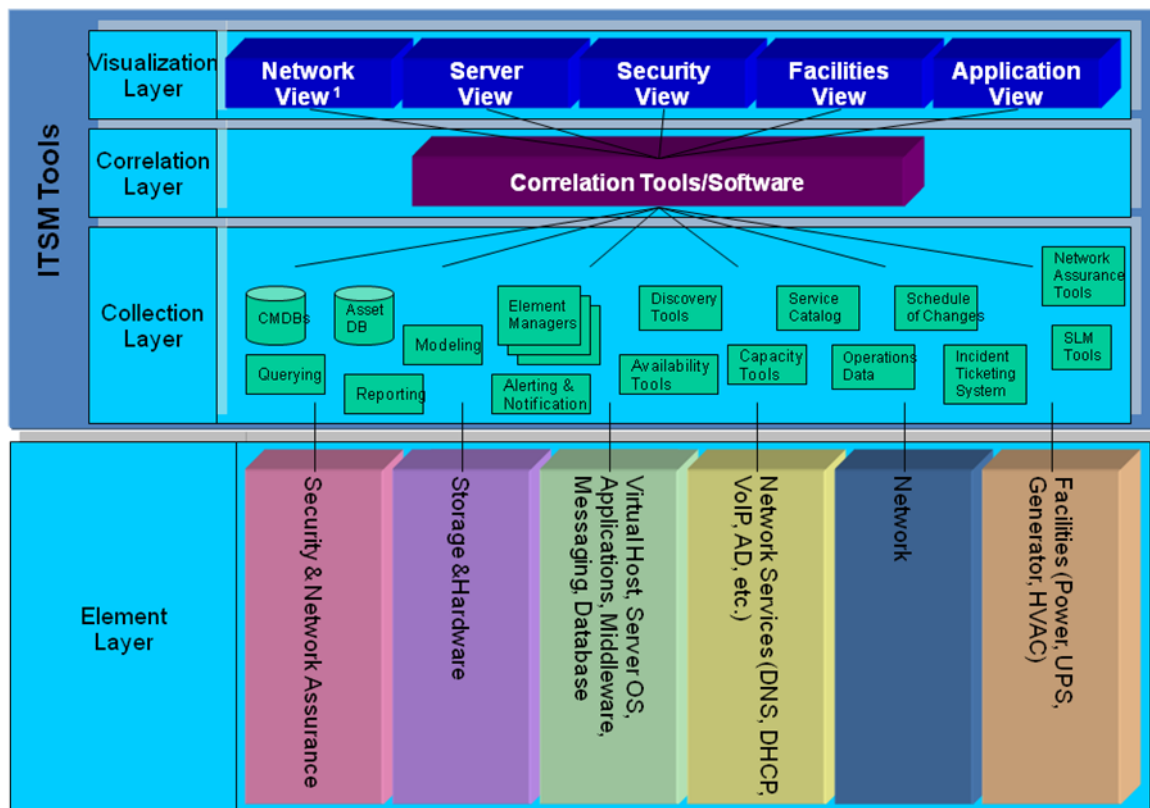 ITSM Tools
Visualization
Layer
Network
View 1
Server
View
Security
View
Facilities
View
Application
View
Correlation
Layer
Correlation Tools/Software
Collection
Layer
CMDBs
Asset
DB
Querying
Reporting
Modeling
Element
Managers
Alerting &
Notification
Discovery
Tools
Availability
Tools
Service
Catalog
Capacity
Tools
Operations
Data
Schedule
of Changes
Incident
Ticketing
System
Network
Assurance
Tools
SLM
Tools
Element
Layer
Security & Network Assurance
Storage &Hardware
Virtual Host, Server OS,
Applications, Middleware,
Messaging, Database
Network Services (DNS, DHCP,
VoIP, AD, etc.)
Network
Facilities (Power, UPS,
Generator, HVAC)